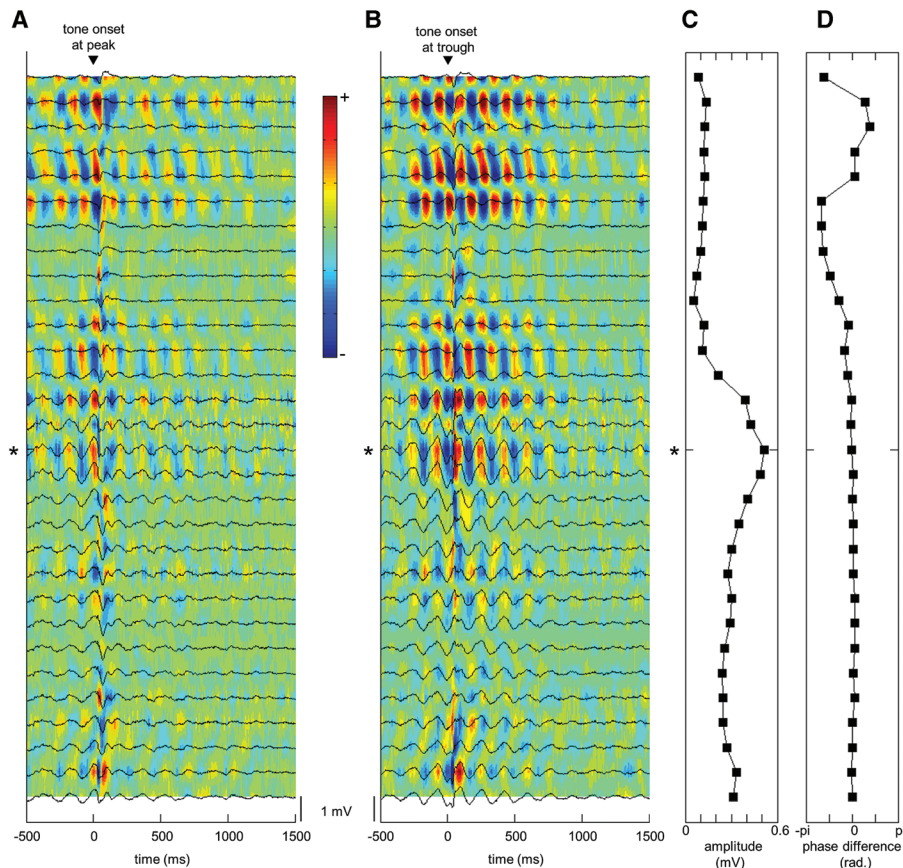 A
B
C
D
tone onset
at peak
tone onset
at trough
+
-
*
*
*
1 mV
-500
0
500
1000
1500
-500
0
500
1000
1500
0
0.6
-pi
0
p
time (ms)
time (ms)
amplitude
(mV)
phase difference
(rad.)